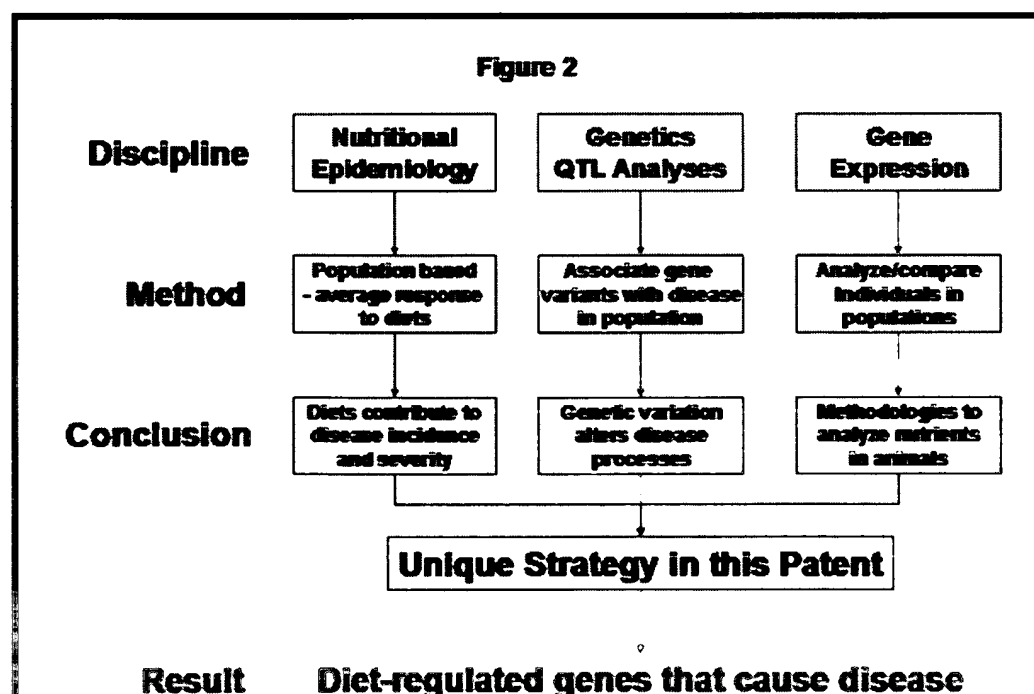 Figure 2
Discipline
Nutritional
Epidemiology
Genetics
QTL Analyses
Gene
Expression
Method
Population based
- average response
to diets
Associate gene
variants with disease
in population
Analyze/compare
Individuals in
populations
Conclusion
Diets contribute to
disease incidence
and severity
Genetic variation
alters disease
processes
Methodologies to
analyze nutrients
in animals
Unique Strategy in this Patent
Result
Diet-regulated genes that cause disease